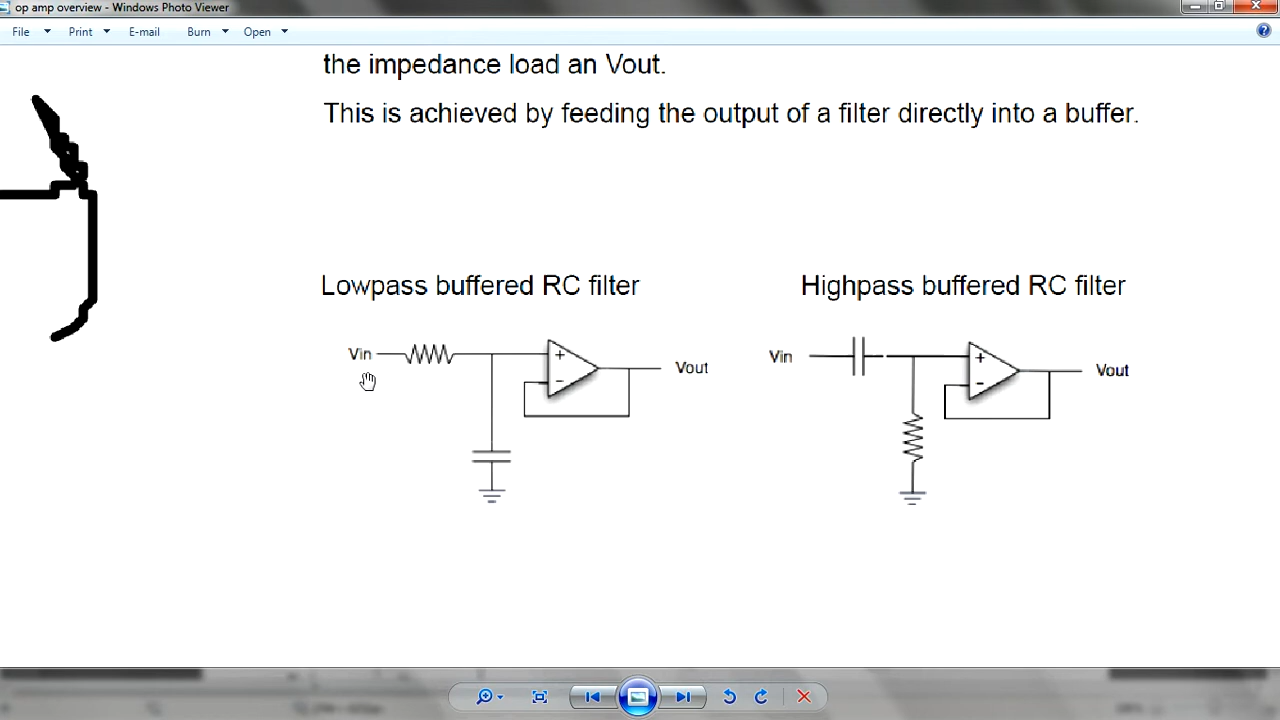 op amp overview - Windows Photo Viewer
File Print E-mail Burn Open
the impedance load an Vout.
This is achieved by feeding the output of a filter directly into a buffer.
Lowpass buffered RC filter
Highpass buffered RC filter
Vin
+
-
Vout
Vin
+
-
Vout